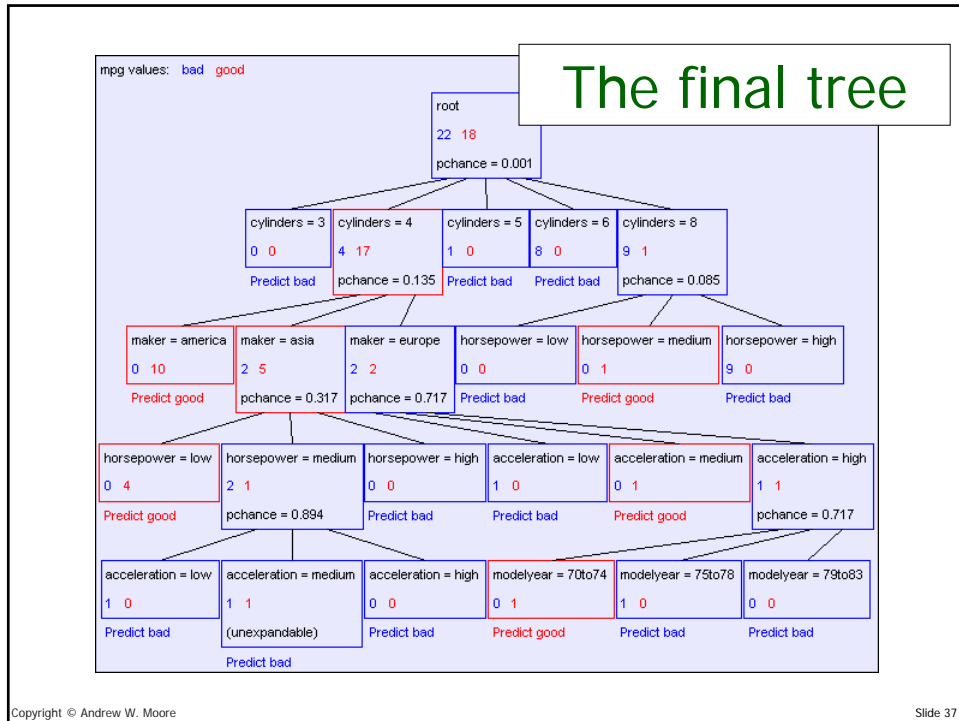 The final tree
mpg values: bad good
root
22 18
pchance = 0.001
cylinders = 3 cylinders = 4 cylinders = 5 cylinders = 6 cylinders = 8
0 0 4 17 1 0 8 0 9 1
Predict bad pchance = 0.135 Predict bad Predict bad pchance = 0.085
maker = america maker = asia maker = europe horsepower = low horsepower = medium horsepower = high
0 10 2 5 2 2 0 0 0 1 9 0
Predict good pchance = 0.317 pchance = 0.717 Predict bad Predict good Predict bad
horsepower = low horsepower = medium horsepower = high acceleration = low acceleration = medium acceleration = high
0 4 2 1 0 0 1 0 0 1 1 1
Predict good pchance = 0.894 Predict bad Predict bad Predict good pchance = 0.717
acceleration = low acceleration = medium acceleration = high modelyear = 70to74 modelyear = 75to78 modelyear = 79to83
1 0 1 1 0 0 0 1 1 0 0 0
Predict bad (unexpandable) Predict bad Predict good Predict bad Predict bad
Predict bad
Copyright © Andrew W. Moore Slide 37